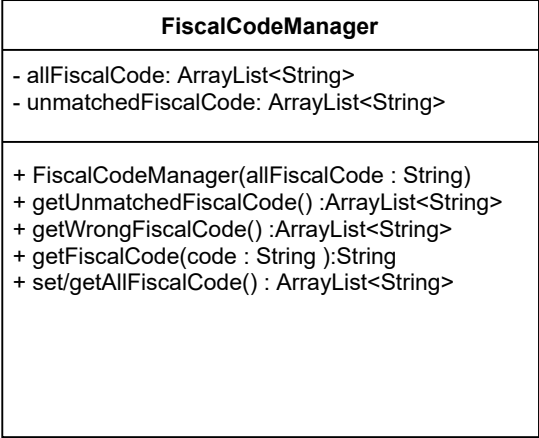 FiscalCodeManager
- allFiscalCode: ArrayList<String>
- unmatchedFiscalCode: ArrayList<String>
+ FiscalCodeManager(allFiscalCode : String)
+ getUnmatchedFiscalCode() :ArrayList<String>
+ getWrongFiscalCode() :ArrayList<String>
+ getFiscalCode(code : String ):String
+ set/getAllFiscalCode() : ArrayList<String>